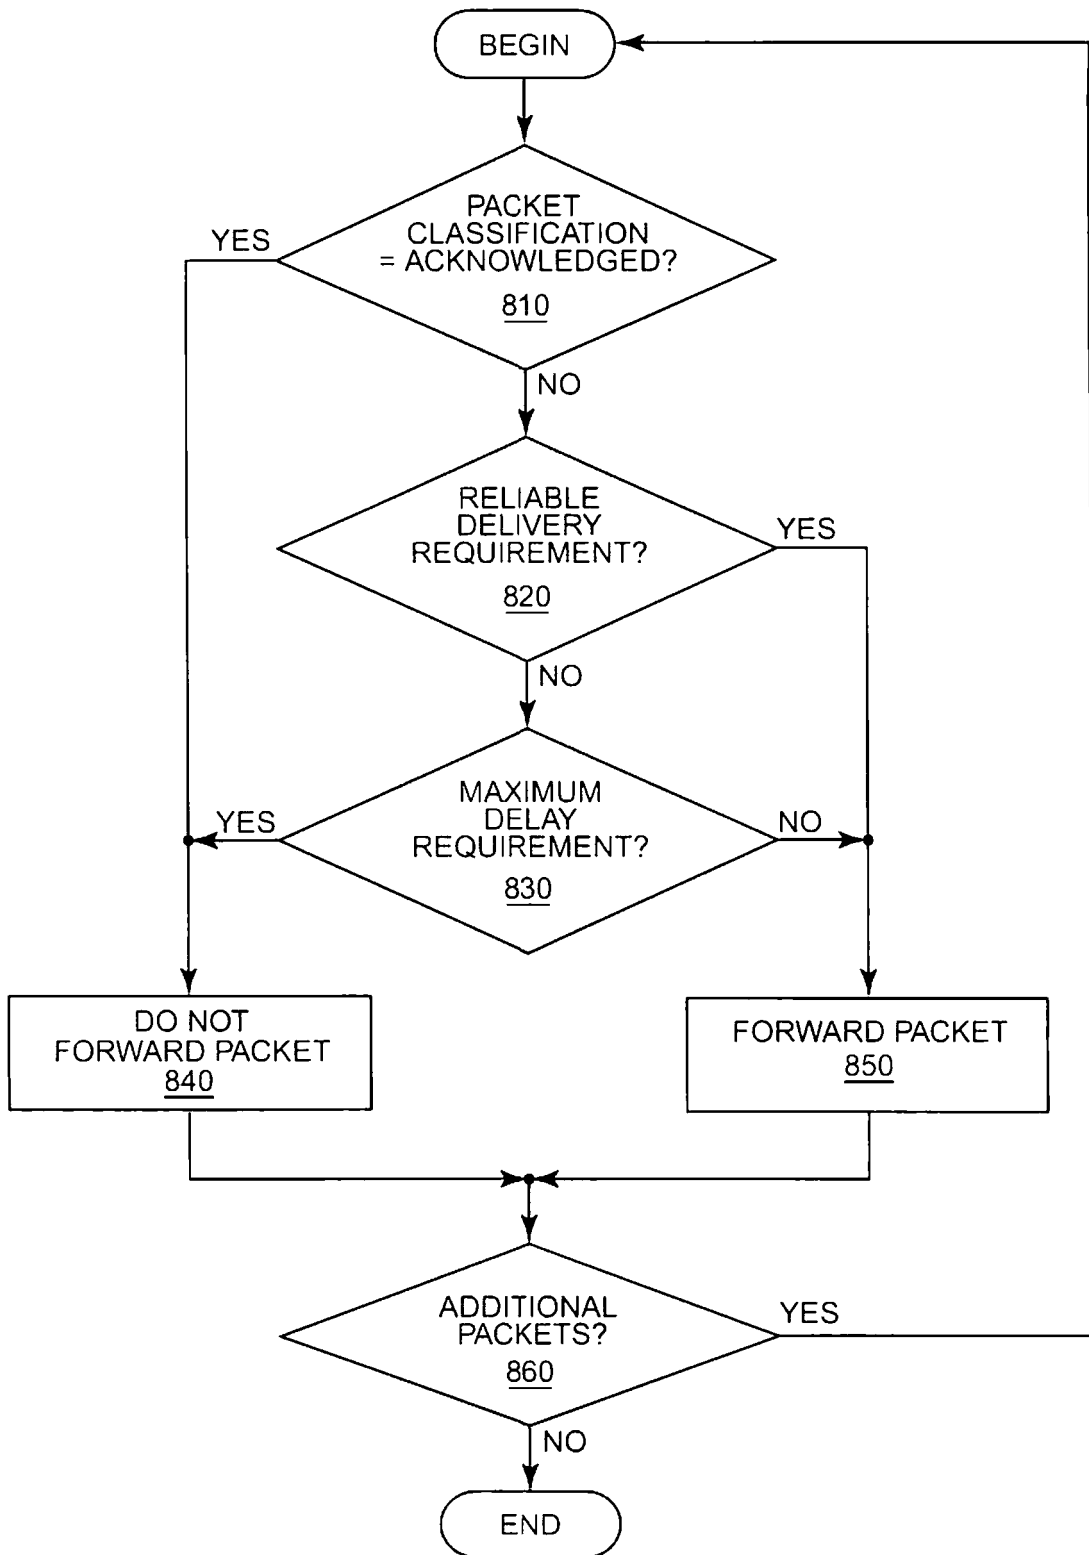 BEGIN
PACKET
CLASSIFICATION
= ACKNOWLEDGED?
810
YES
NO
RELIABLE
DELIVERY
REQUIREMENT?
820
YES
NO
MAXIMUM
DELAY
REQUIREMENT?
830
YES
NO
DO NOT
FORWARD PACKET
840
FORWARD PACKET
850
ADDITIONAL
PACKETS?
860
YES
NO
END